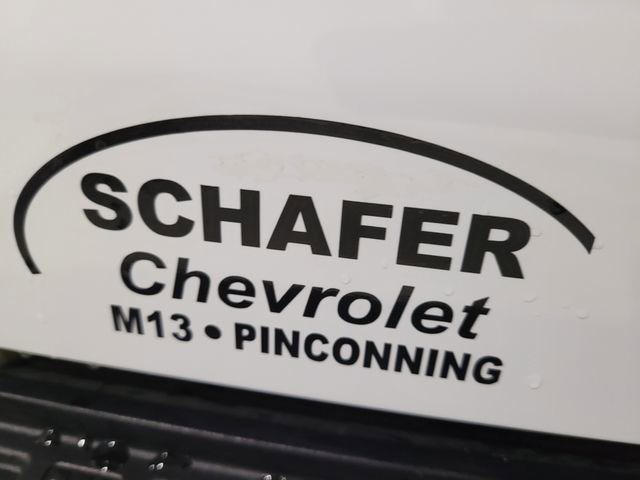 SCHAFER
Chevrolet
M13 • PINCONNING